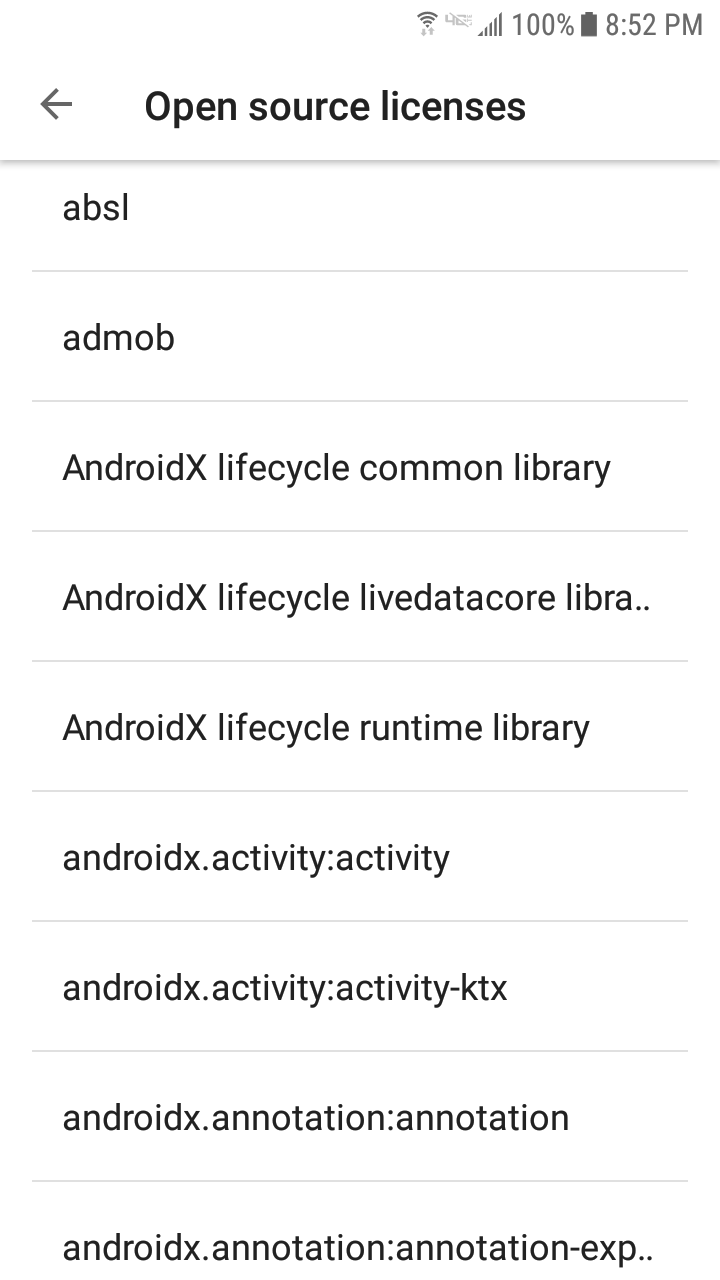 100% 8:52 PM
Open source licenses
absl
admob
AndroidX lifecycle common library
AndroidX lifecycle livedatacore libra..
AndroidX lifecycle runtime library
androidx.activity:activity
androidx.activity:activity-ktx
androidx.annotation:annotation
androidx.annotation:annotation-exp..